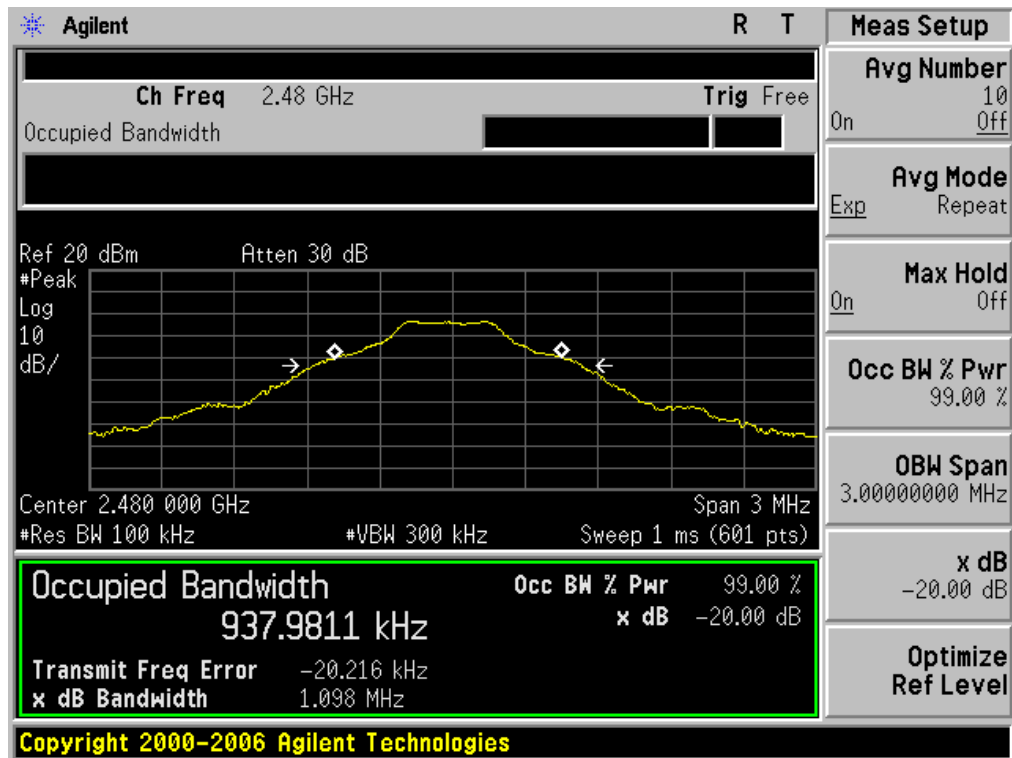 Agilent R T
Ch Freq 2.48 GHz Trig Free
Occupied Bandwidth
Ref 20 dBm Atten 30 dB
#Peak
Log
10
dB/
Center 2.480 000 GHz Span 3 MHz
#Res BW 100 kHz #VBW 300 kHz Sweep 1 ms (601 pts)
Occupied Bandwidth Occ BW % Pwr 99.00 %
937.9811 kHz x dB -20.00 dB
Transmit Freq Error -20.216 kHz
x dB Bandwidth 1.098 MHz
Copyright 2000-2006 Agilent Technologies
Meas Setup
Avg Number
10
On Off
Avg Mode
Exp Repeat
Max Hold
On Off
Occ BW % Pwr
99.00 %
OBW Span
3.00000000 MHz
x dB
-20.00 dB
Optimize
Ref Level